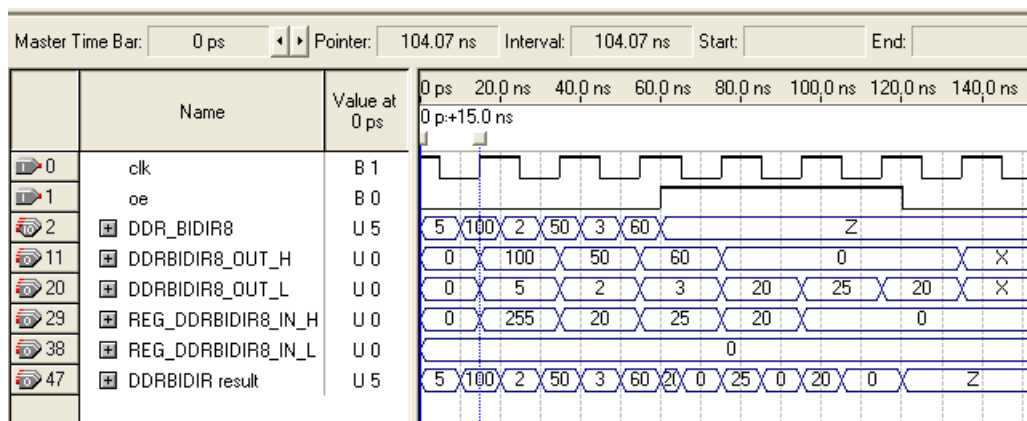 Master Time Bar: 0 ps Pointer: 104.07 ns Interval: 104.07 ns Start: End:
Name Value at 0 ps 0 ps 20.0 ns 40.0 ns 60.0 ns 80.0 ns 100.0 ns 120.0 ns 140.0 ns
0 p:+15.0 ns
0 clk B 1
1 oe B 0
2 DDR_BIDIR8 U 5 5 100 2 50 3 60 Z
11 DDRBIDIR8_OUT_H U 0 0 100 50 60 0 X
20 DDRBIDIR8_OUT_L U 0 0 5 2 3 20 25 20 X
29 REG_DDRBIDIR8_IN_H U 0 0 255 20 25 20 0
38 REG_DDRBIDIR8_IN_L U 0 0
47 DDRBIDIR result U 5 5 100 2 50 3 60 20 0 25 0 20 0 Z